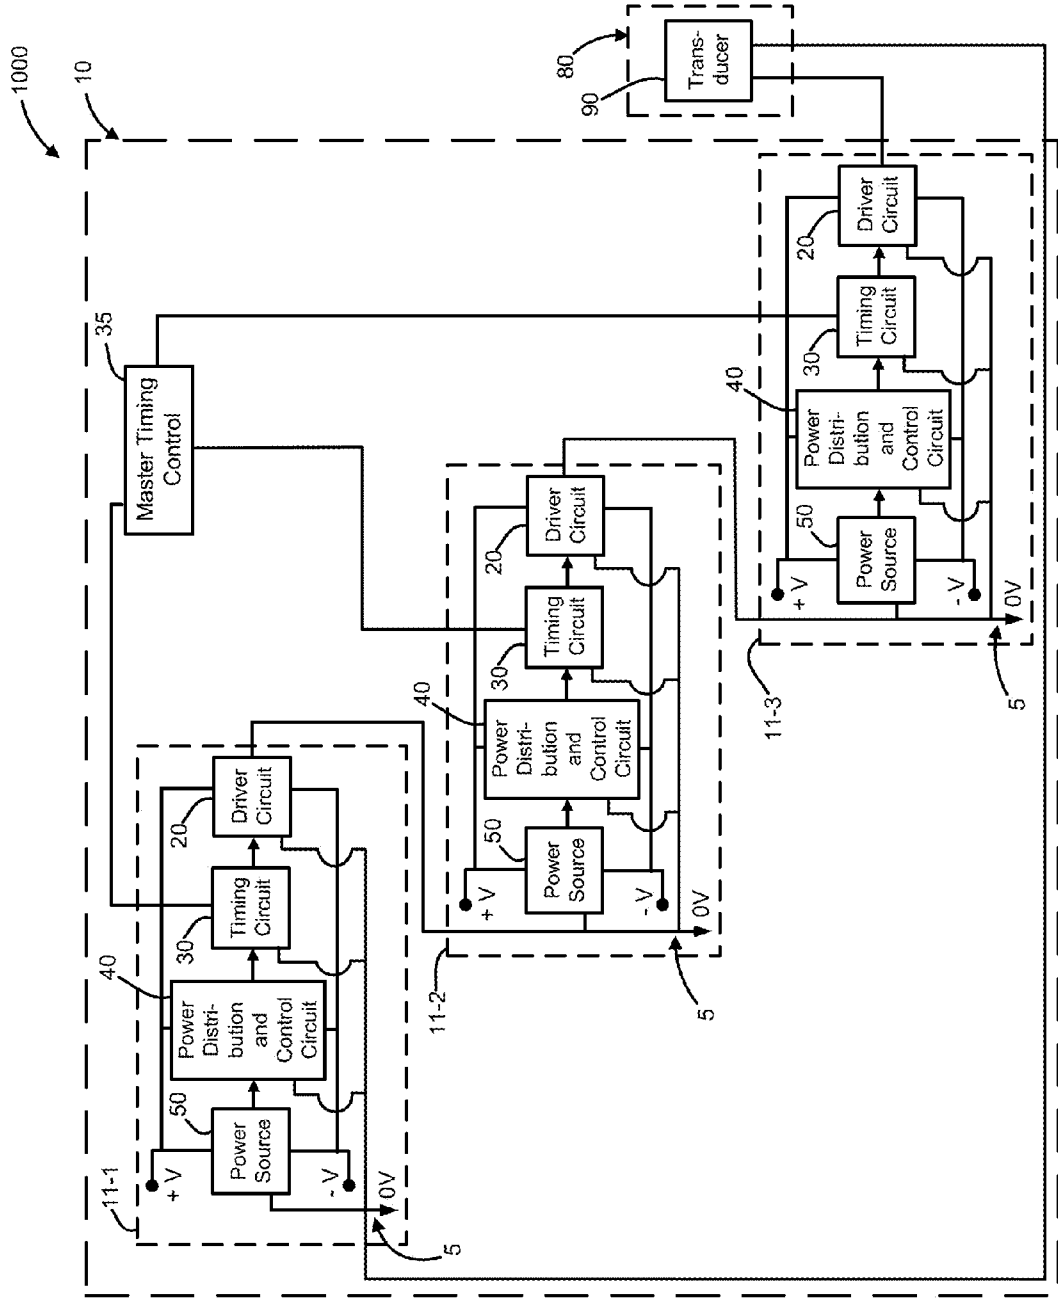 1000
10
35
Master Timing
Control
80
90
Trans-
ducer
11-1
50
40
30
20
+ V
Power
Source
Power
Distri-
bution
and
Control
Circuit
Timing
Circuit
Driver
Circuit
- V
0V
5
11-2
50
40
30
20
+ V
Power
Source
Power
Distri-
bution
and
Control
Circuit
Timing
Circuit
Driver
Circuit
- V
0V
5
11-3
50
40
30
20
+ V
Power
Source
Power
Distri-
bution
and
Control
Circuit
Timing
Circuit
Driver
Circuit
- V
0V
5